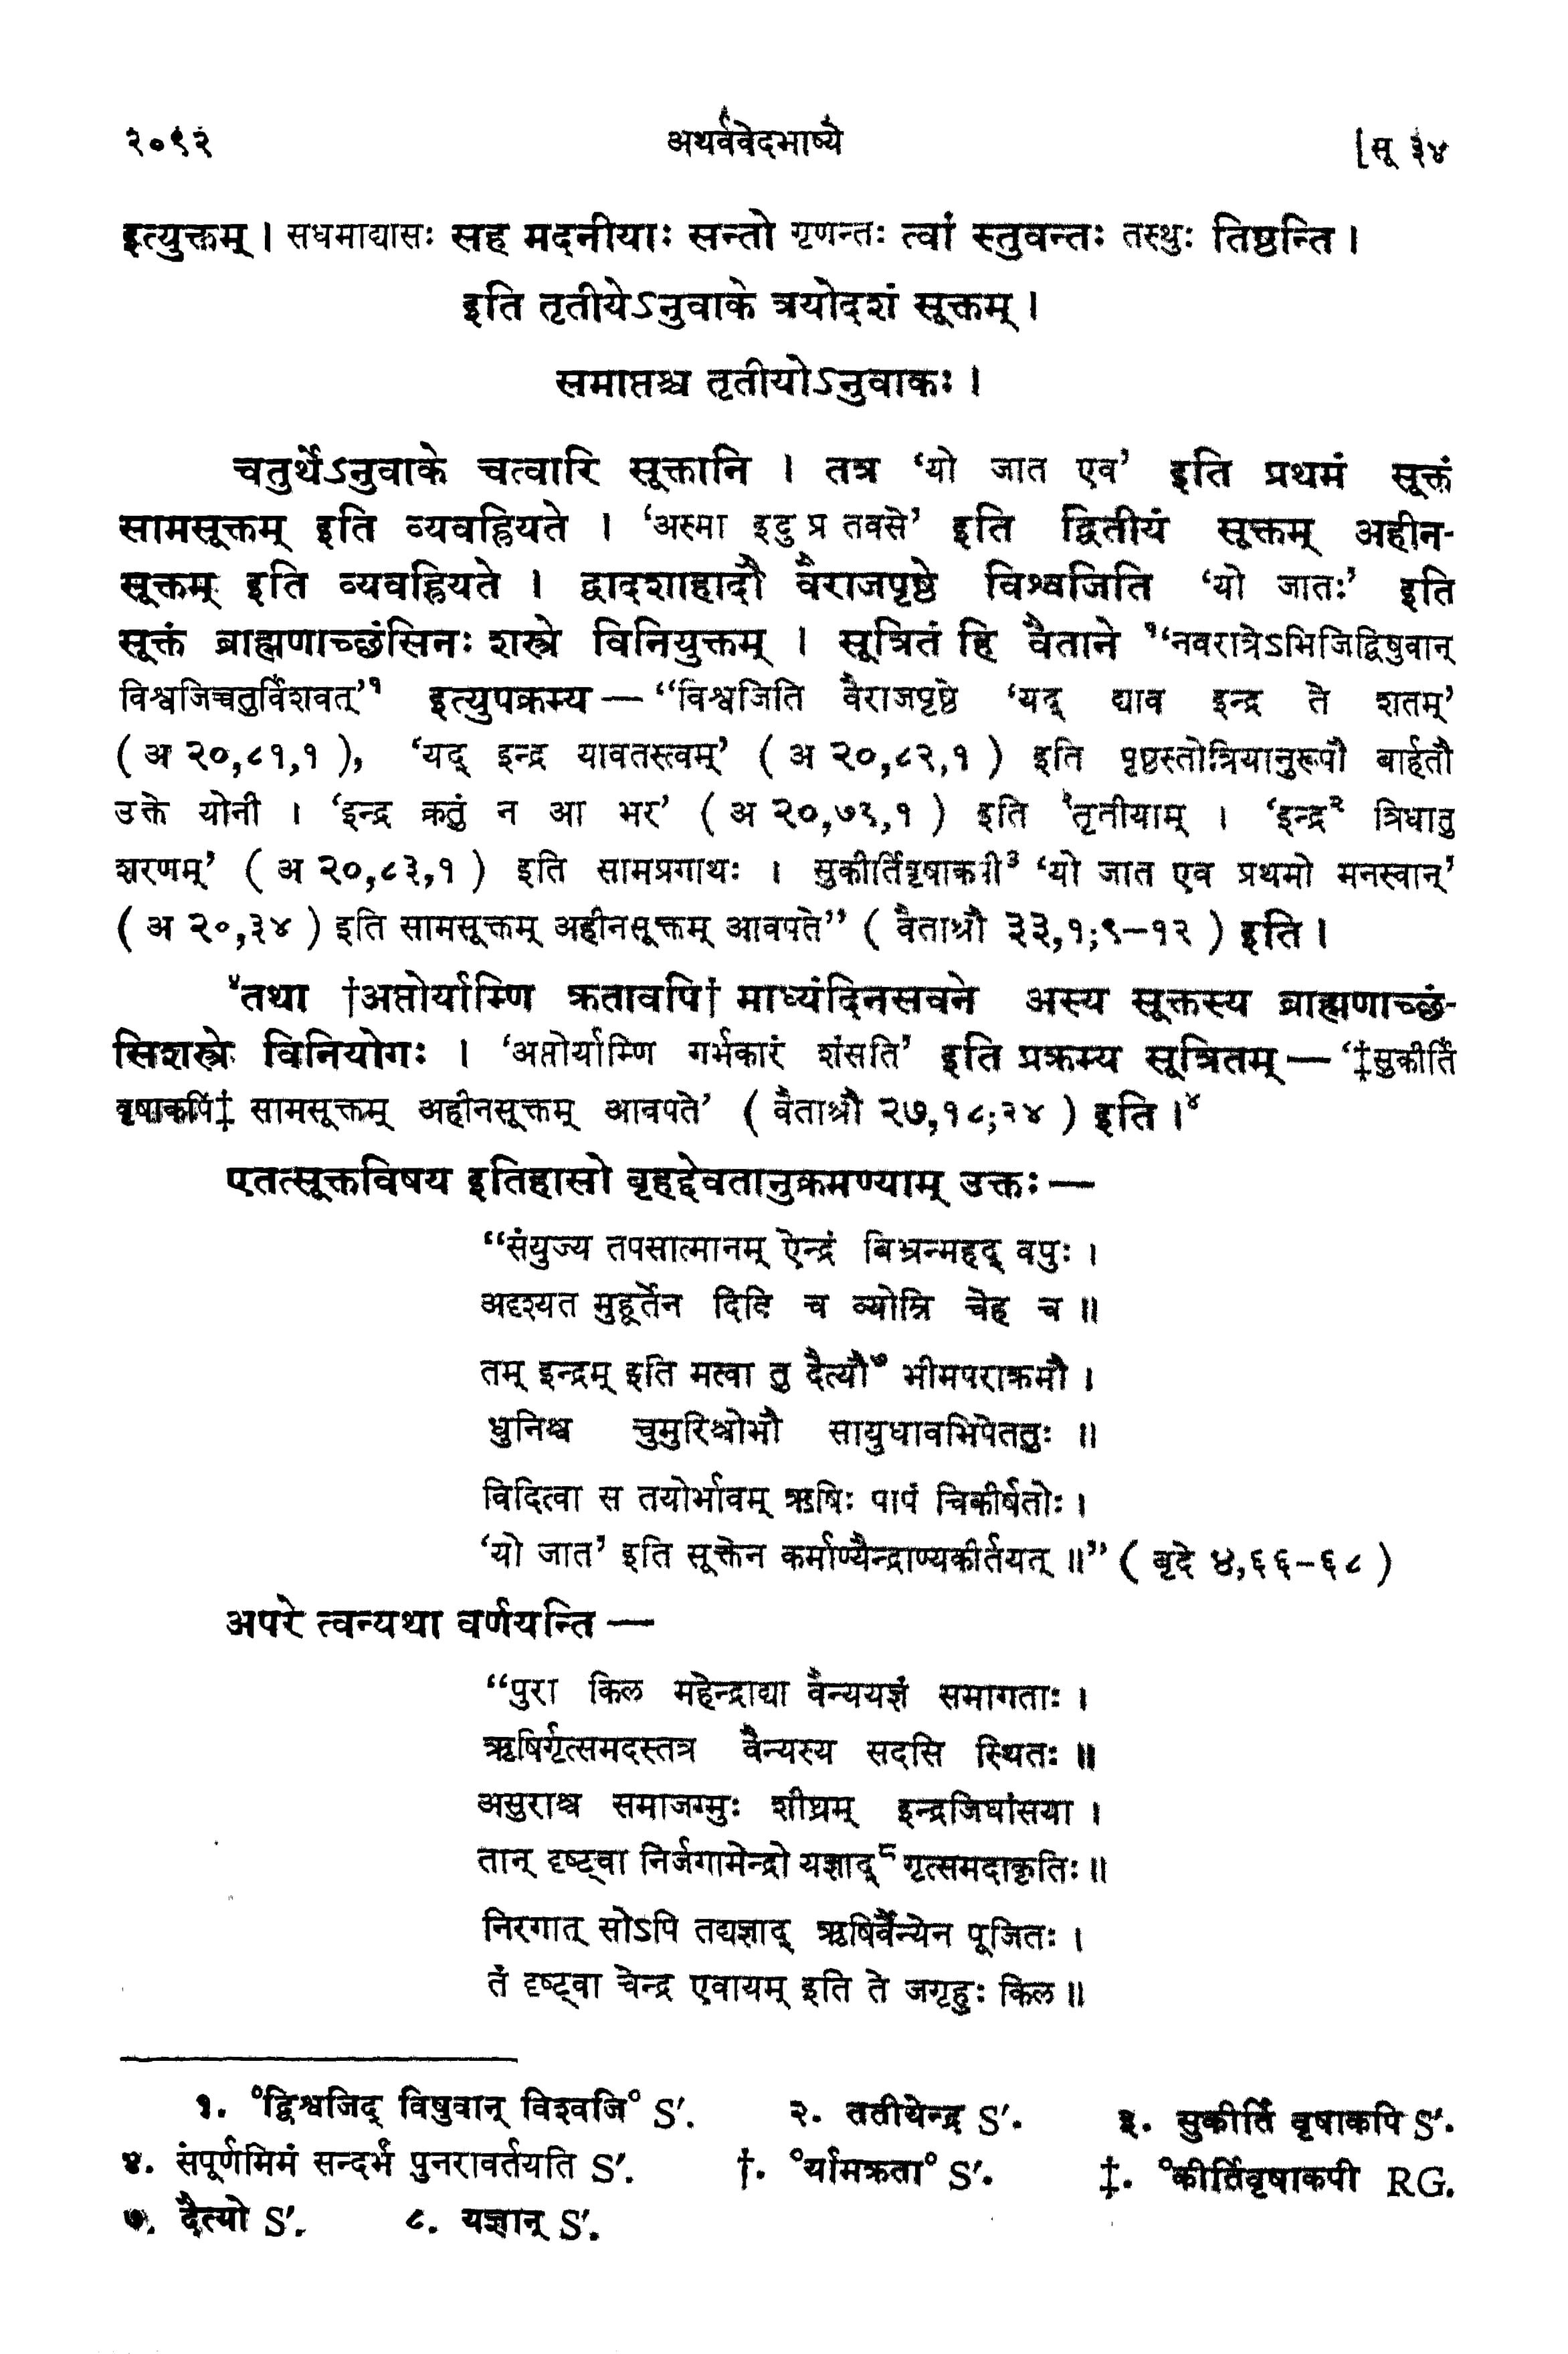 २०९२ अथर्ववेदभाष्ये [सू ३४
इत्युक्तम् । सधमाद्यासः सह मदनीयाः सन्तो गृणन्तः त्वां स्तुवन्तः तस्थुः तिष्ठन्ति ।
इति तृतीयेऽनुवाके त्रयोदशं सूक्तम् ।
समाप्तश्च तृतीयोऽनुवाकः ।
चतुर्थेऽनुवाके चत्वारि सूक्तानि । तत्र ‘यो जात एव’ इति प्रथमं सूक्तं
सामसूक्तम् इति व्यवह्रियते । ‘अस्मा इदु प्र तवसे’ इति द्वितीयं सूक्तम् अहीन-
सूक्तम् इति व्यवह्रियते । द्वादशाहादौ वैराजपृष्ठे विश्वजिति ‘यो जातः’ इति
सूक्तं ब्राह्मणाच्छंसिनः शस्त्रे विनियुक्तम् । सूत्रितं हि वैताने १‘नवरात्रेऽभिजिद्विषुवान्
विश्वजिच्चतुर्विंशवत्’१ इत्युपक्रम्य — “विश्वजिति वैराजपृष्ठे ‘यद् द्याव इन्द्र ते शतम्’
( अ २०,८१,१ ), ‘यद् इन्द्र यावतस्त्वम्’ ( अ २०,८२,१ ) इति पृष्ठस्तोत्रियानुरूपौ बार्हतौ
उक्ते योनी । ‘इन्द्र क्रतुं न आ भर’ ( अ २०,७९,१ ) इति २तृतीयाम् । ‘इन्द्र२ त्रिधातु
शरणम्’ ( अ २०,८३,१ ) इति सामप्रगाथः । सुकीर्तिवृषाकपी३ ‘यो जात एव प्रथमो मनस्वान्’
( अ २०,३४ ) इति सामसूक्तम् अहीनसूक्तम् आवपते” ( वैताश्रौ ३३,१;९–१२ ) इति ।
४तथा †अप्तोर्याम्णि क्रतावपि† माध्यंदिनसवने अस्य सूक्तस्य ब्राह्मणाच्छं-
सिशस्त्रे विनियोगः । ‘अप्तोर्याम्णि गर्भकारं शंसति’ इति प्रक्रम्य सूत्रितम् — ‘‡सुकीर्तिं
वृषाकपिं‡ सामसूक्तम् अहीनसूक्तम् आवपते’ ( वैताश्रौ २७,१८;२४ ) इति ।४
एतत्सूक्तविषय इतिहासो बृहद्देवतानुक्रमण्याम् उक्तः —
“संयुज्य तपसात्मानम् ऐन्द्रं बिभ्रन्महद् वपुः ।
अदृश्यत मुहूर्तेन दिवि च व्योम्नि चेह च ॥
तम् इन्द्रम् इति मत्वा तु दैत्यौ७ भीमपराक्रमौ ।
धुनिश्च चुमुरिश्चोभौ सायुधावभिपेततुः ॥
विदित्वा स तयोर्भावम् ऋषिः पापं चिकीर्षतोः ।
‘यो जात’ इति सूक्तेन कर्माण्यैन्द्राण्यकीर्तयत् ॥” ( बृदे ४,६६–६८ )
अपरे त्वन्यथा वर्णयन्ति —
“पुरा किल महेन्द्राद्या वैन्ययज्ञं समागताः ।
ऋषिर्गृत्समदस्तत्र वैन्यस्य सदसि स्थितः ॥
असुराश्च समाजग्मुः शीघ्रम् इन्द्रजिघांसया ।
तान् दृष्ट्वा निर्जगामेन्द्रो यज्ञाद्८ गृत्समदाकृतिः ॥
निरगात् सोऽपि तद्यज्ञाद् ऋषिर्वैन्येन पूजितः ।
तं दृष्ट्वा चेन्द्र एवायम् इति ते जगृहुः किल ॥
१. °द्विश्वजिद् विषुवान् विश्वजि° S′. २. ततीयेन्द्र S′. ३. सुकीर्तिं वृषाकपि S′.
४. संपूर्णमिमं सन्दर्भं पुनरावर्तयति S′. †. °र्यामक्रता° S′. ‡. °कीर्तिवृषाकपी RG.
७. दैत्यो S′. ८. यज्ञान् S′.